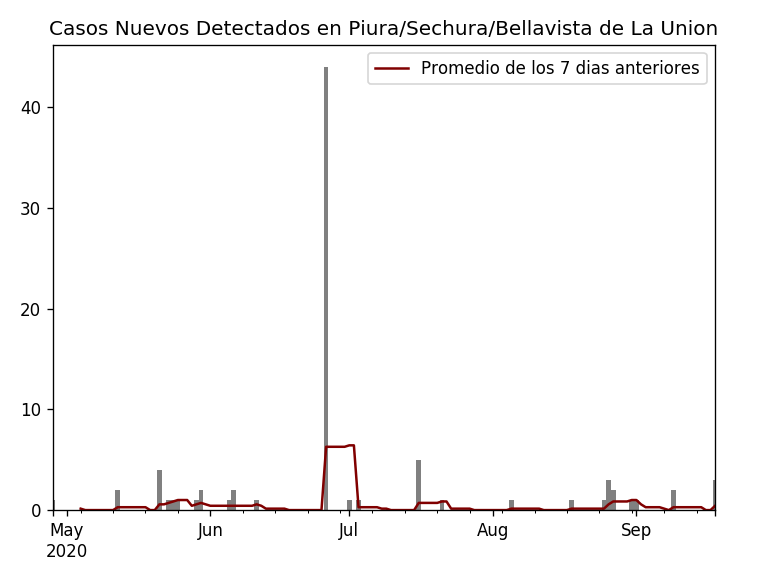 Casos Nuevos Detectados en Piura/Sechura/Bellavista de La Union
Promedio de los 7 dias anteriores
40
30
20
10
0
May Jun Jul Aug Sep
2020